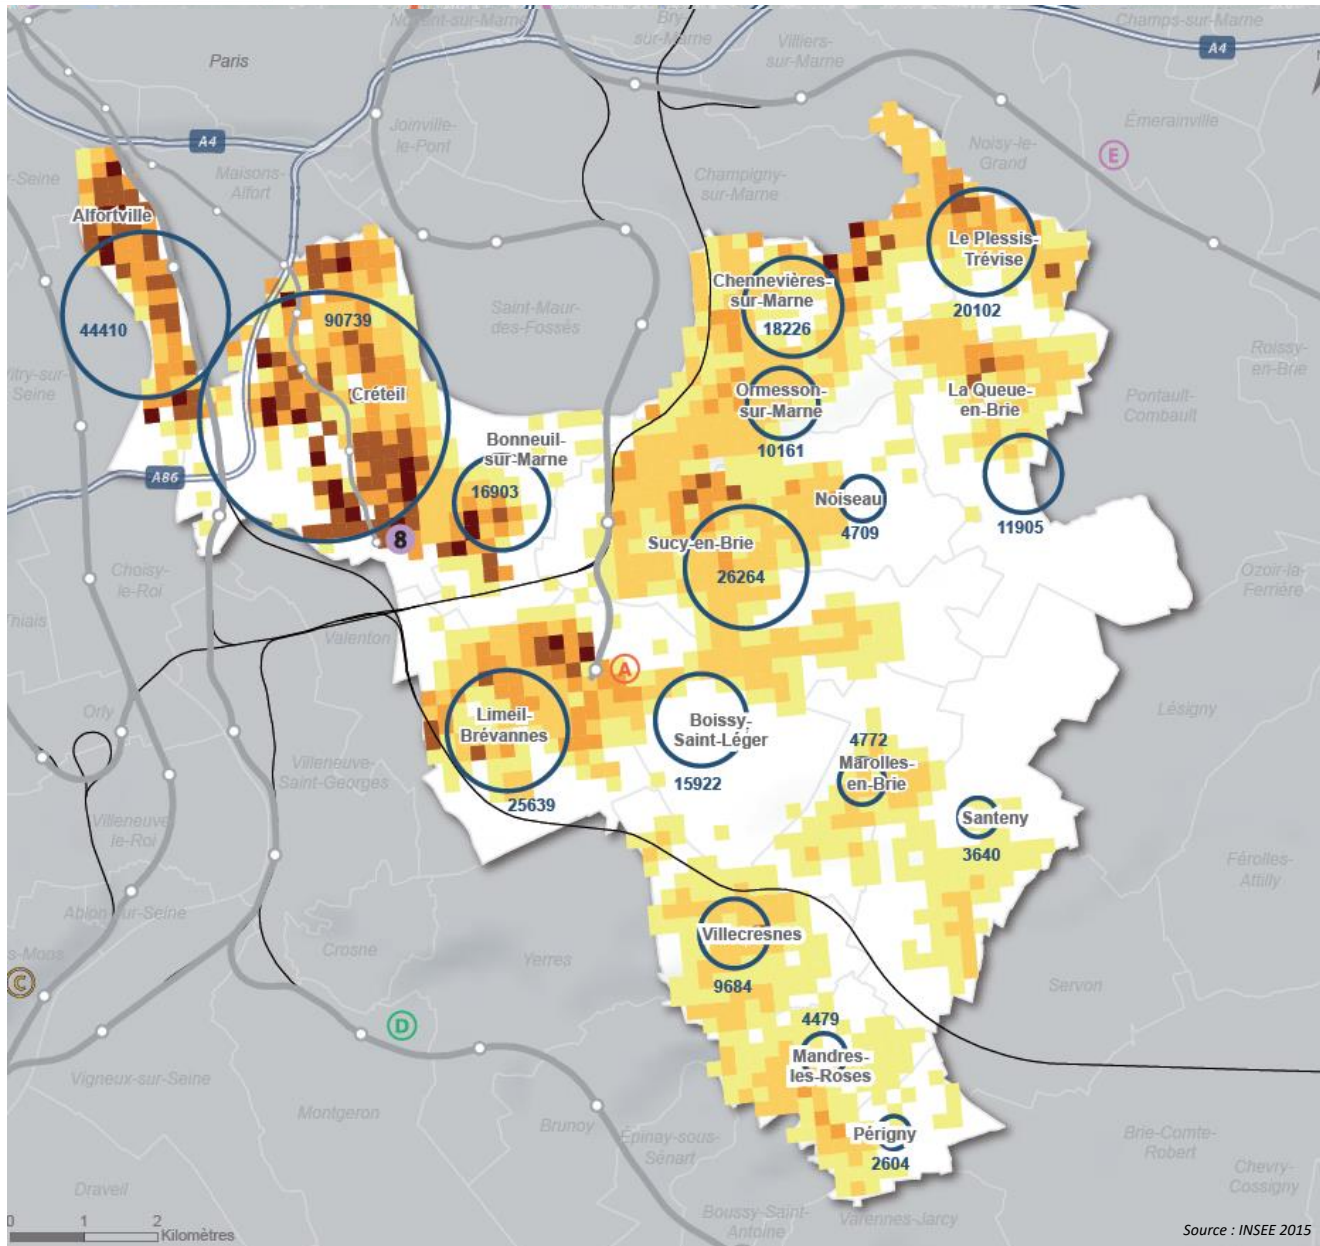 Nogent-sur-Marne
Bry-
sur-Marne
Champs-sur-Marne
A4
Villiers-
sur-Marne
Paris
Joinville-
le-Pont
Émerainville
Noisy-le-
Grand
E
A4
Maisons-
Alfort
Champigny-
sur-Marne
Alfortville
Le Plessis-
Trévise
20102
Chennevières-
sur-Marne
18226
44410
90739
Saint-Maur-
des-Fossés
Roissy-
en-Brie
Créteil
Ormesson-
sur-Marne
10161
La Queue-
en-Brie
Pontault-
Combault
Seine
Bonneuil-
sur-Marne
16903
A86
Noiseau
4709
11905
8
Sucy-en-Brie
26264
Choisy-
le-Roi
Ozoir-la-
Ferrière
Thiais
Valenton
A
Orly
Limeil-
Brévannes
25639
Boissy-
Saint-Léger
15922
Lésigny
4772
Marolles-
en-Brie
Villeneuve-
Saint-Georges
Villeneuve-
le-Roi
Santeny
3640
Férolles-
Attilly
Ablon-sur-Seine
Crosne
Yerres
Villecresnes
9684
C
Servon
D
4479
Mandres-
les-Roses
Vigneux-sur-Seine
Montgeron
Brunoy
Épinay-sous-
Sénart
Périgny
2604
Brie-Comte-
Robert
Chevry-
Cossigny
Draveil
Boussy-Saint-
Antoine
Varennes-Jarcy
0 1 2
Kilomètres
Source : INSEE 2015